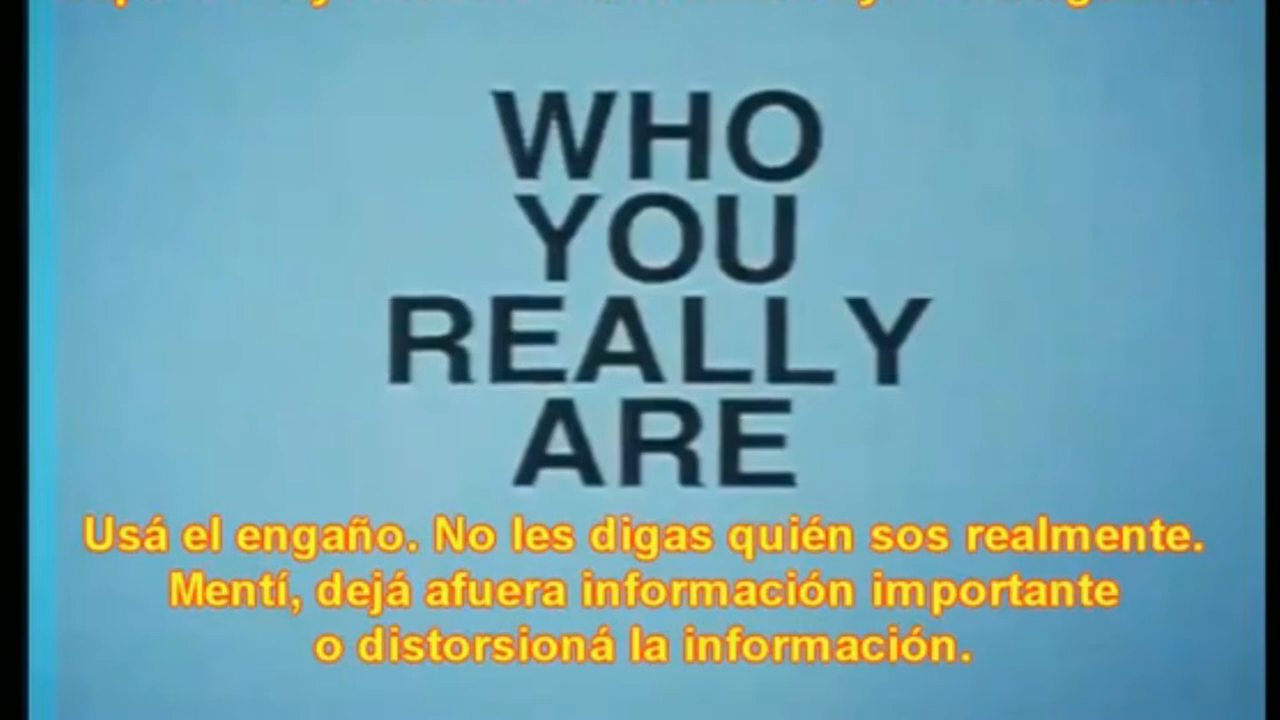 WHO
YOU
REALLY
ARE
Usá el engaño. No les digas quién sos realmente.
Mentí, dejá afuera información importante
o distorsioná la información.